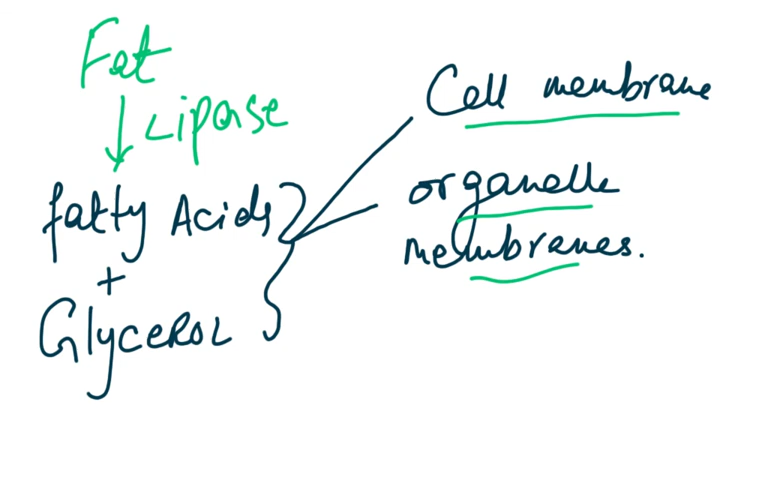 Fat
Lipase
fatty Acids
+
Glycerol
Cell membrane
organelle
membranes.